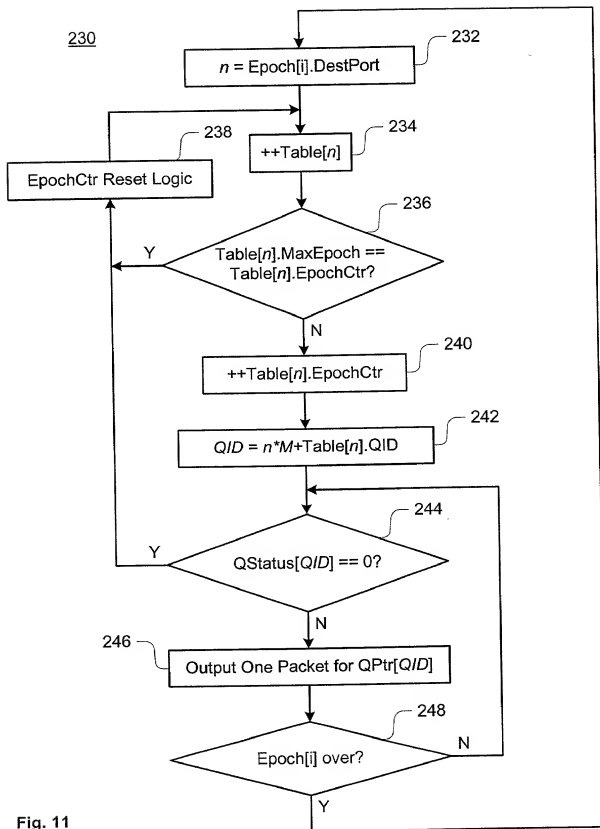 230
232
n = Epoch[i].DestPort
238
234
++Table[n]
EpochCtr Reset Logic
236
Y
Table[n].MaxEpoch ==
Table[n].EpochCtr?
N
240
++Table[n].EpochCtr
242
QID = n*M+Table[n].QID
244
Y
QStatus[QID] == 0?
N
246
Output One Packet for QPtr[QID]
248
N
Epoch[i] over?
Y
Fig. 11